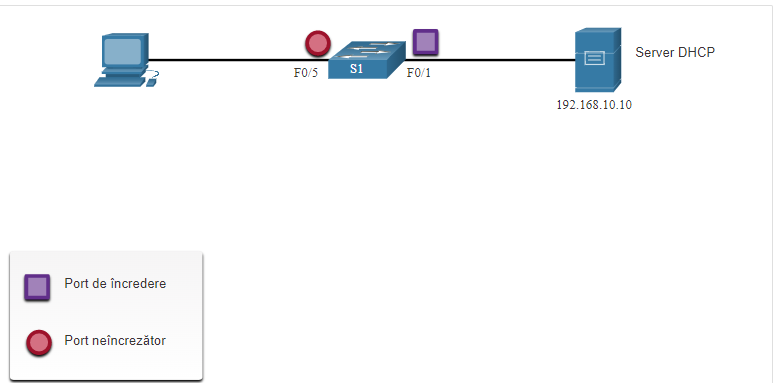 Server DHCP
F0/5
S1
F0/1
192.168.10.10
Port de încredere
Port neîncrezător